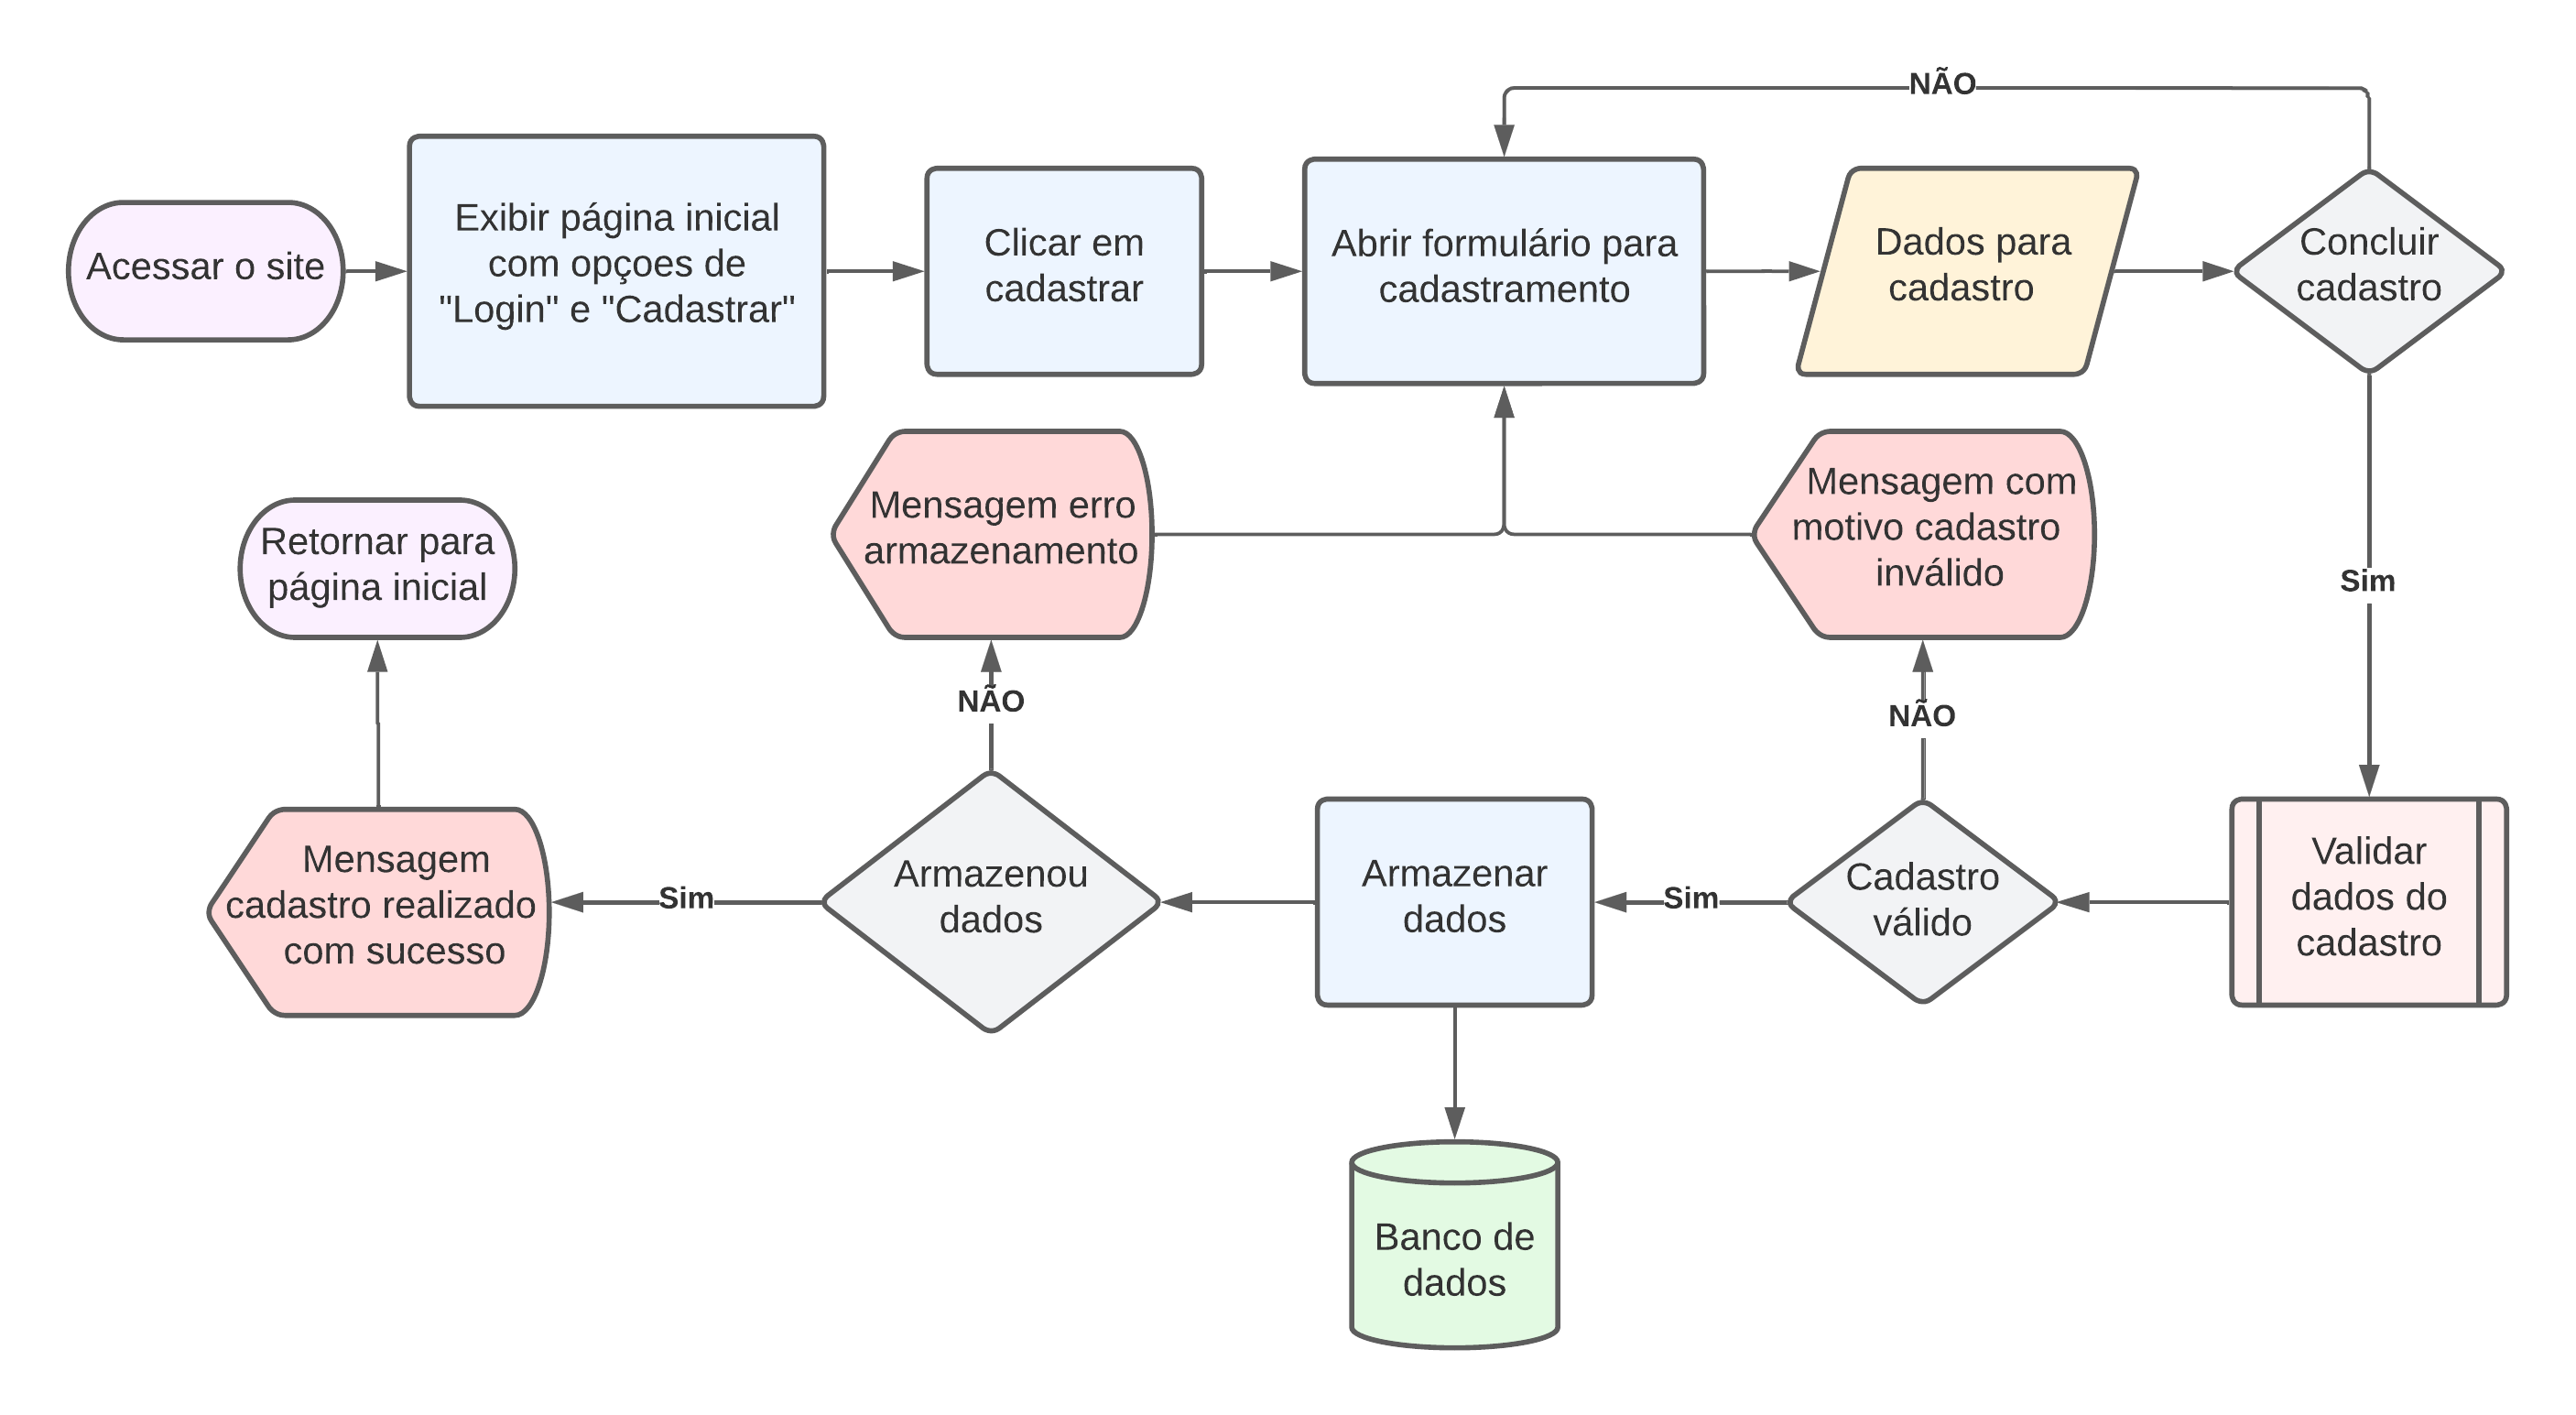 NÃO
Acessar o site
Exibir página inicial
com opçoes de
"Login" e "Cadastrar"
Clicar em
cadastrar
Abrir formulário para
cadastramento
Dados para
cadastro
Concluir
cadastro
Retornar para
página inicial
Mensagem erro
armazenamento
Mensagem com
motivo cadastro
inválido
Sim
NÃO
NÃO
Mensagem
cadastro realizado
com sucesso
Sim
Armazenou
dados
Armazenar
dados
Sim
Cadastro
válido
Validar
dados do
cadastro
Banco de
dados